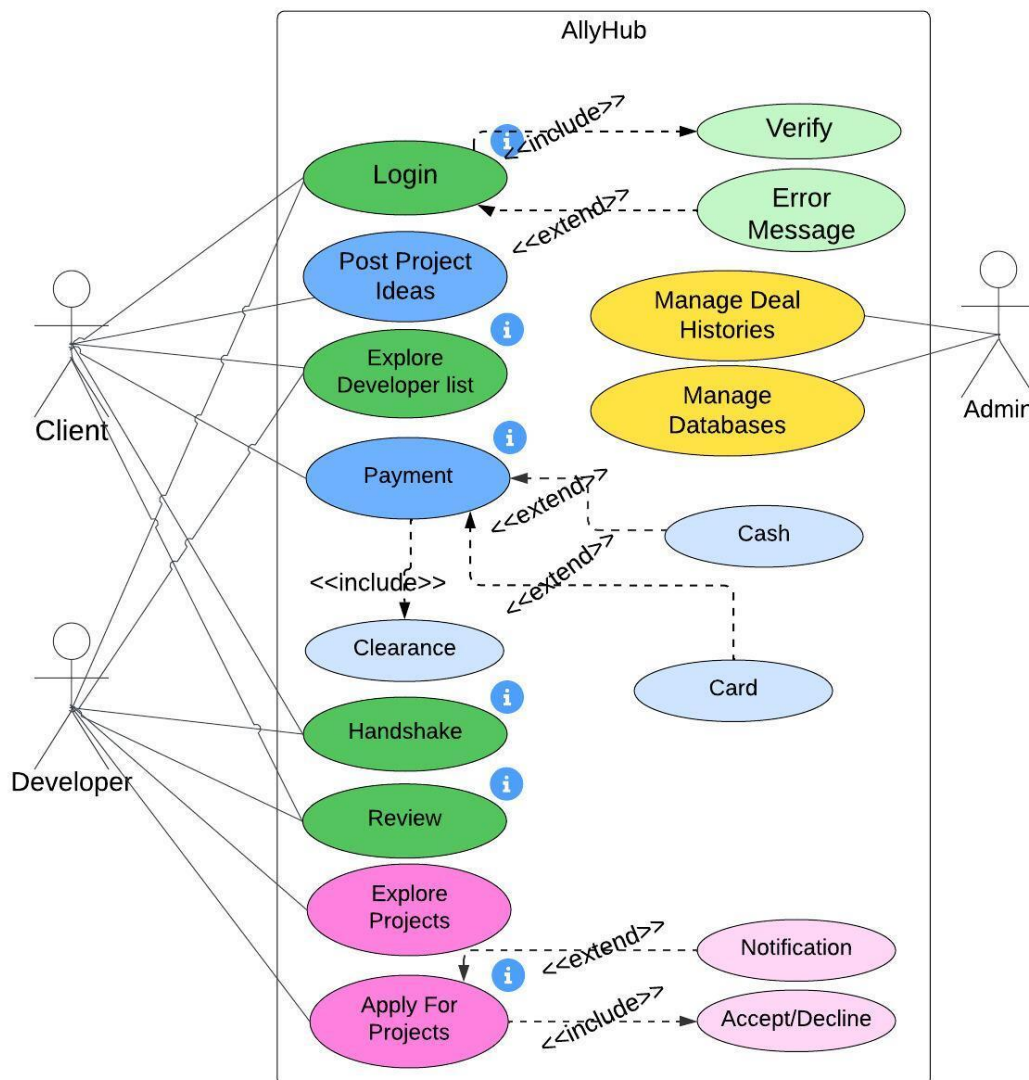 AllyHub
<<include>>
Verify
Login
Error
Message
<<extend>>
Post Project
Ideas
Manage Deal
Histories
Explore
Developer list
Manage
Databases
Client
Admin
Payment
<<extend>>
Cash
<<extend>>
<<include>>
Clearance
Card
Handshake
Developer
Review
Explore
Projects
<<extend>>
Notification
Apply For
Projects
<<include>>
Accept/Decline